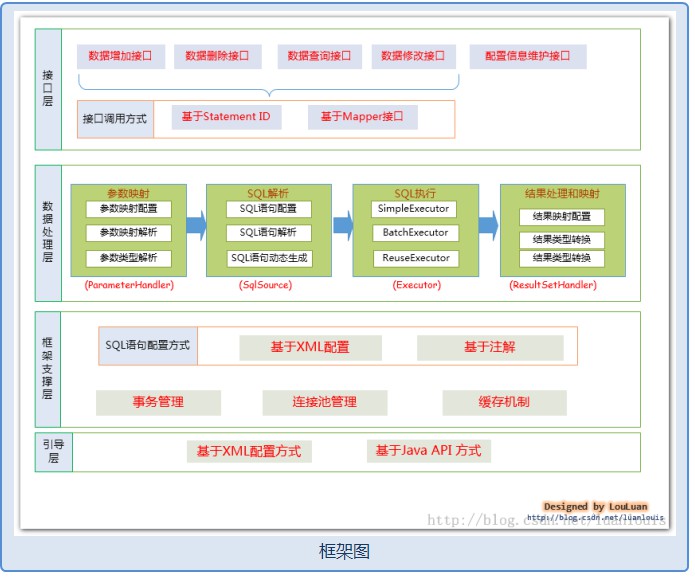 接口层
数据增加接口 数据删除接口 数据查询接口 数据修改接口 配置信息维护接口
接口调用方式 基于Statement ID 基于Mapper接口
数据处理层
参数映射 SQL解析 SQL执行 结果处理和映射
参数映射配置 SQL语句配置 SimpleExecutor 结果映射配置
参数映射解析 SQL语句解析 BatchExecutor 结果类型转换
参数类型解析 SQL语句动态生成 ReuseExecutor 结果类型转换
(ParameterHandler) (SqlSource) (Executor) (ResultSetHandler)
框架支撑层
SQL语句配置方式 基于XML配置 基于注解
事务管理 连接池管理 缓存机制
引导层
基于XML配置方式 基于Java API 方式
Designed by LouLuan
http://blog.csdn.net/luanlouis
http://blog.csdn.net/luanlouis
框架图